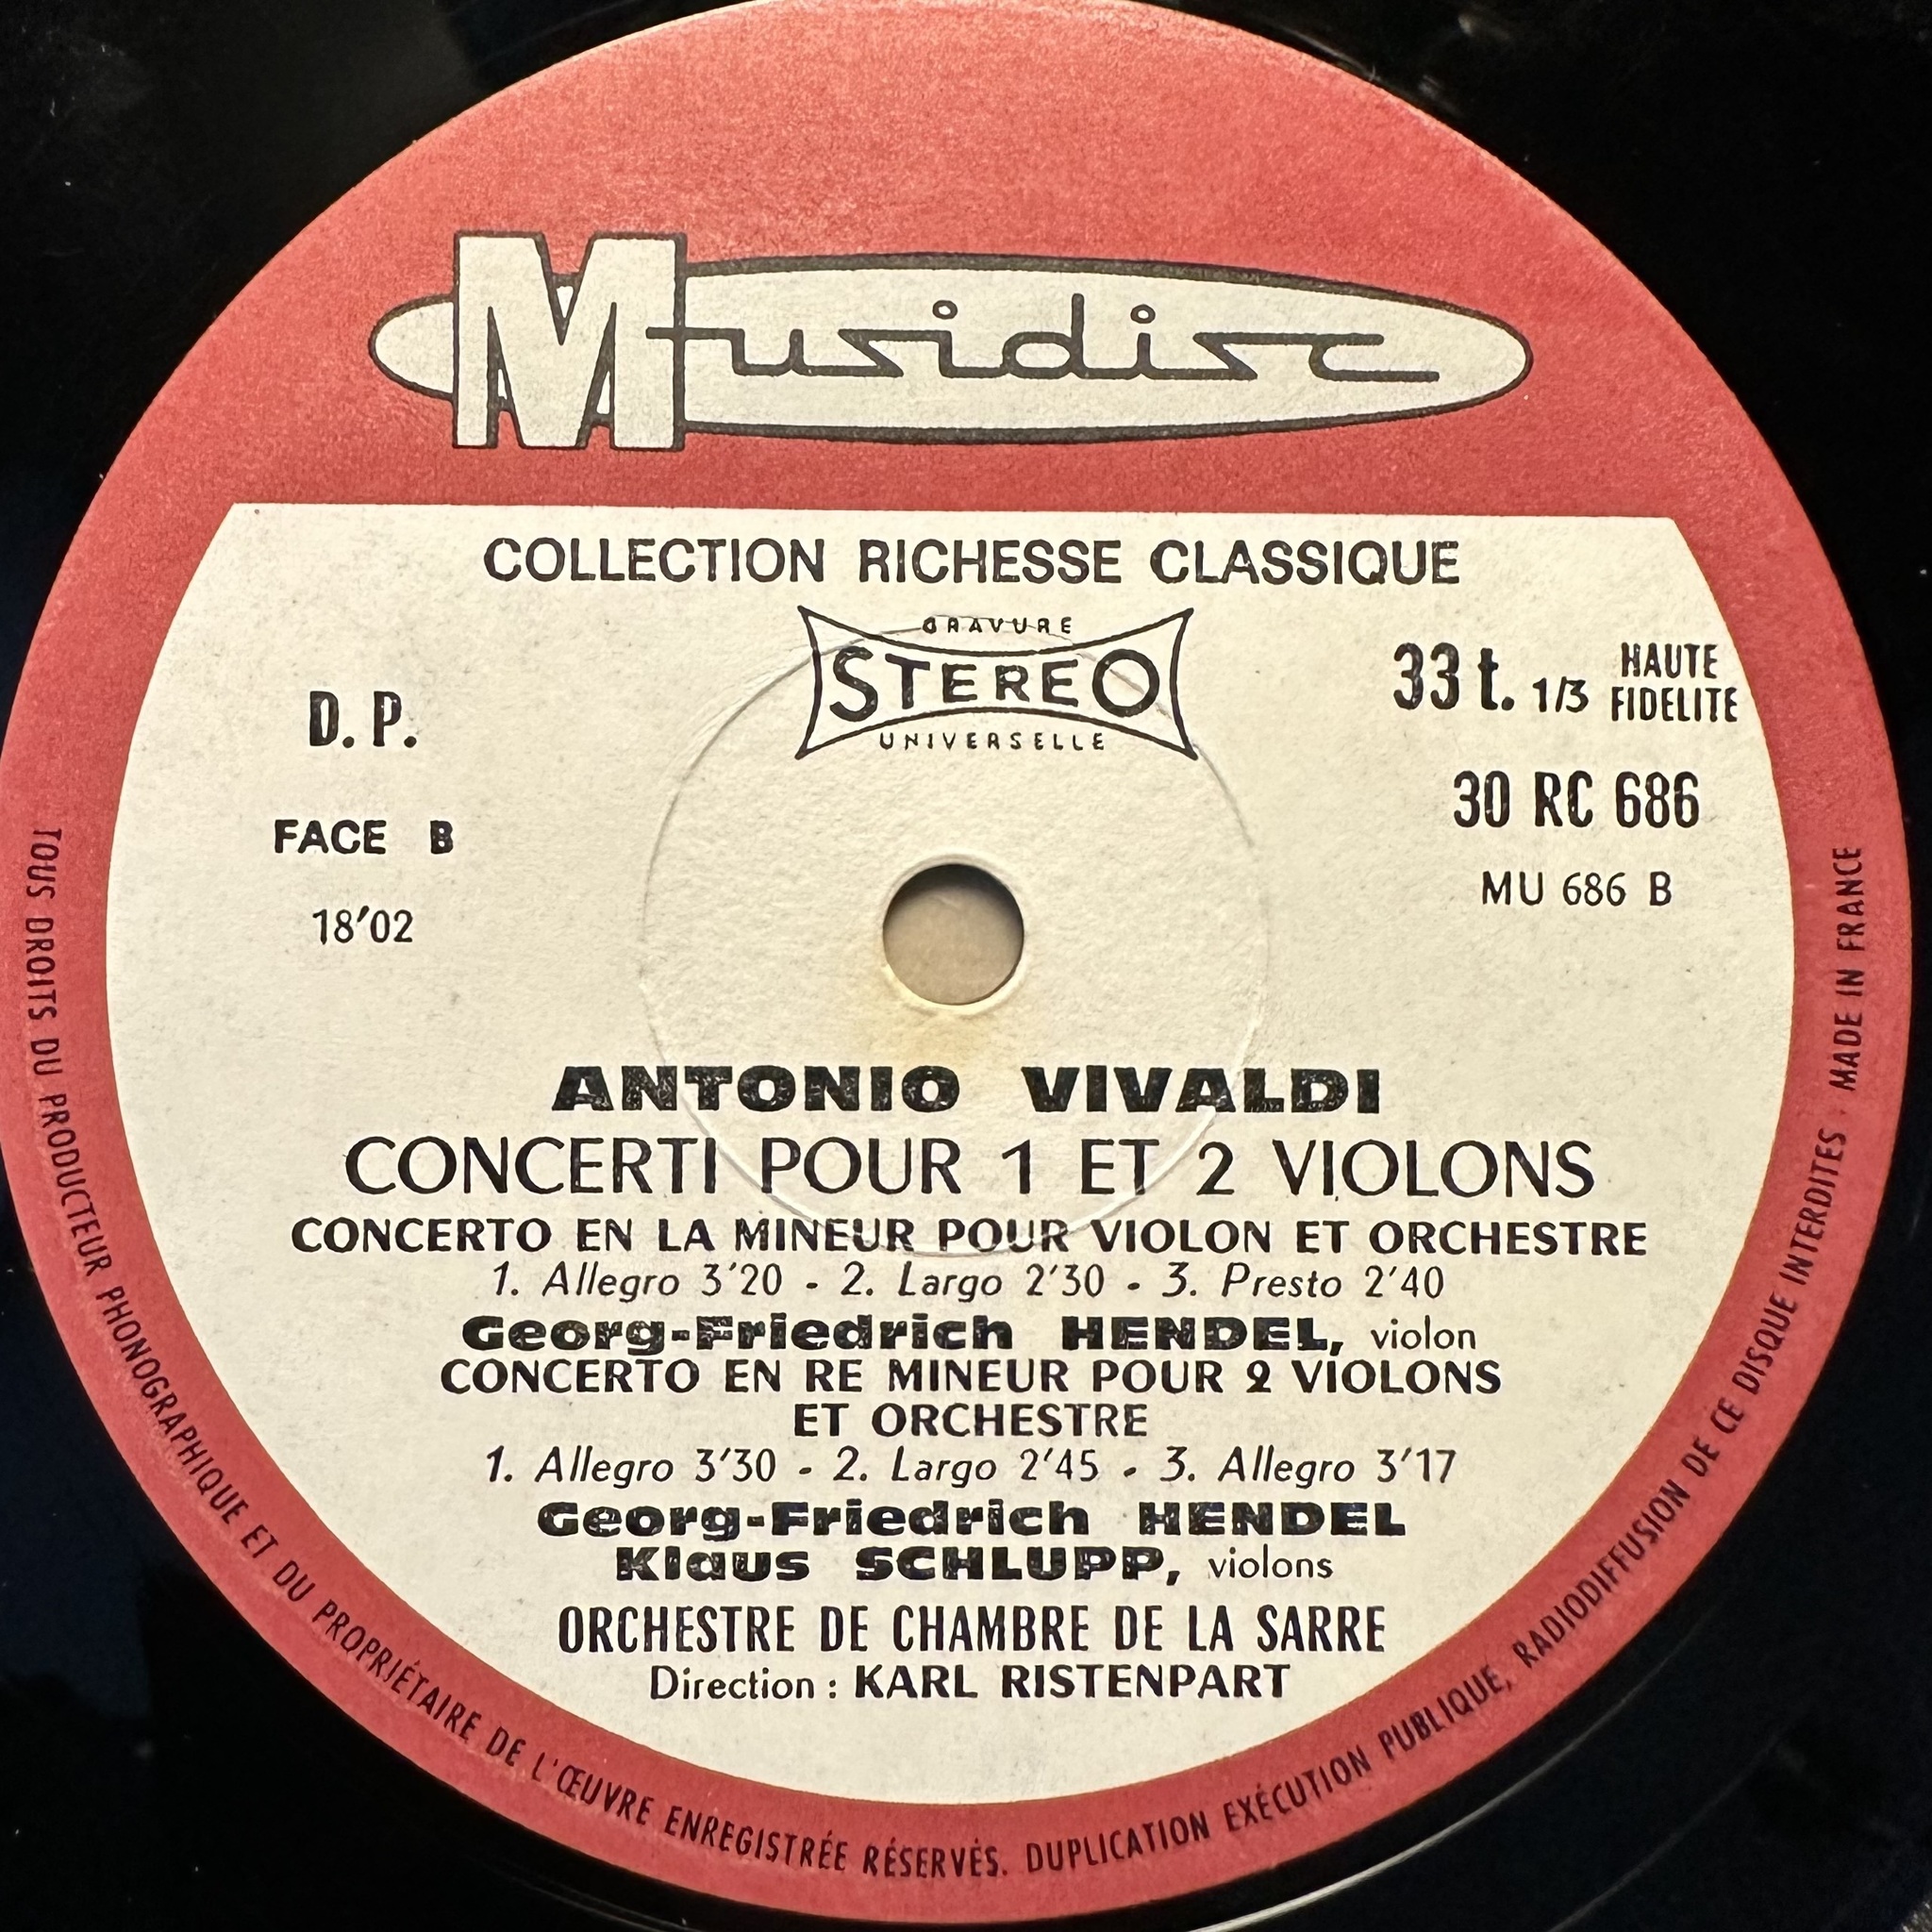 Musidisc
COLLECTION RICHESSE CLASSIQUE
GRAVURE
STEREO
UNIVERSELLE
D. P.
33 t. 1/3 HAUTE FIDELITE
FACE B
30 RC 686
18'02
MU 686 B
ANTONIO VIVALDI
CONCERTI POUR 1 ET 2 VIOLONS
CONCERTO EN LA MINEUR POUR VIOLON ET ORCHESTRE
1. Allegro 3'20 - 2. Largo 2'30 - 3. Presto 2'40
Georg-Friedrich HENDEL, violon
CONCERTO EN RE MINEUR POUR 2 VIOLONS
ET ORCHESTRE
1. Allegro 3'30 - 2. Largo 2'45 - 3. Allegro 3'17
Georg-Friedrich HENDEL
Klaus SCHLUPP, violons
ORCHESTRE DE CHAMBRE DE LA SARRE
Direction : KARL RISTENPART
TOUS DROITS DU PRODUCTEUR PHONOGRAPHIQUE ET DU PROPRIÉTAIRE DE L'ŒUVRE ENREGISTRÉE RÉSERVÉS. DUPLICATION EXÉCUTION PUBLIQUE, RADIODIFFUSION DE CE DISQUE INTERDITES. MADE IN FRANCE